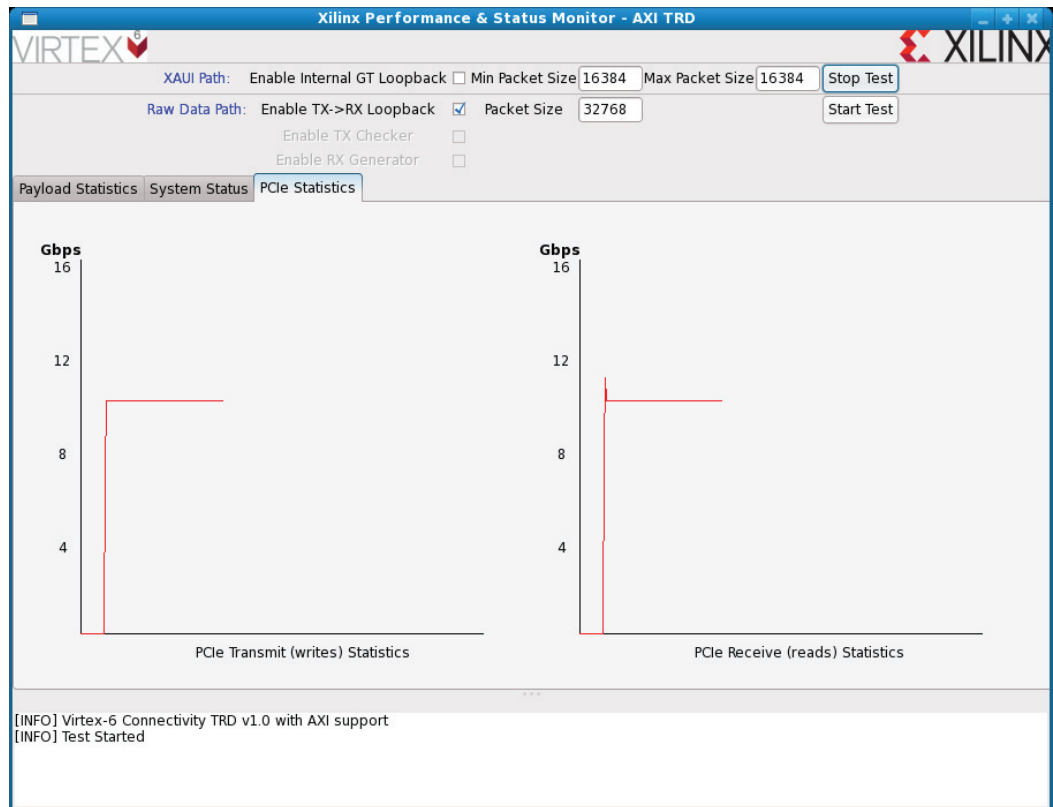 Xilinx Performance & Status Monitor - AXI TRD
VIRTEX 6
XILINX
XAUI Path: Enable Internal GT Loopback Min Packet Size 16384 Max Packet Size 16384 Stop Test
Raw Data Path: Enable TX->RX Loopback Packet Size 32768 Start Test
Enable TX Checker
Enable RX Generator
Payload Statistics System Status PCIe Statistics
Gbps
16
12
8
4
PCIe Transmit (writes) Statistics
Gbps
16
12
8
4
PCIe Receive (reads) Statistics
[INFO] Virtex-6 Connectivity TRD v1.0 with AXI support
[INFO] Test Started